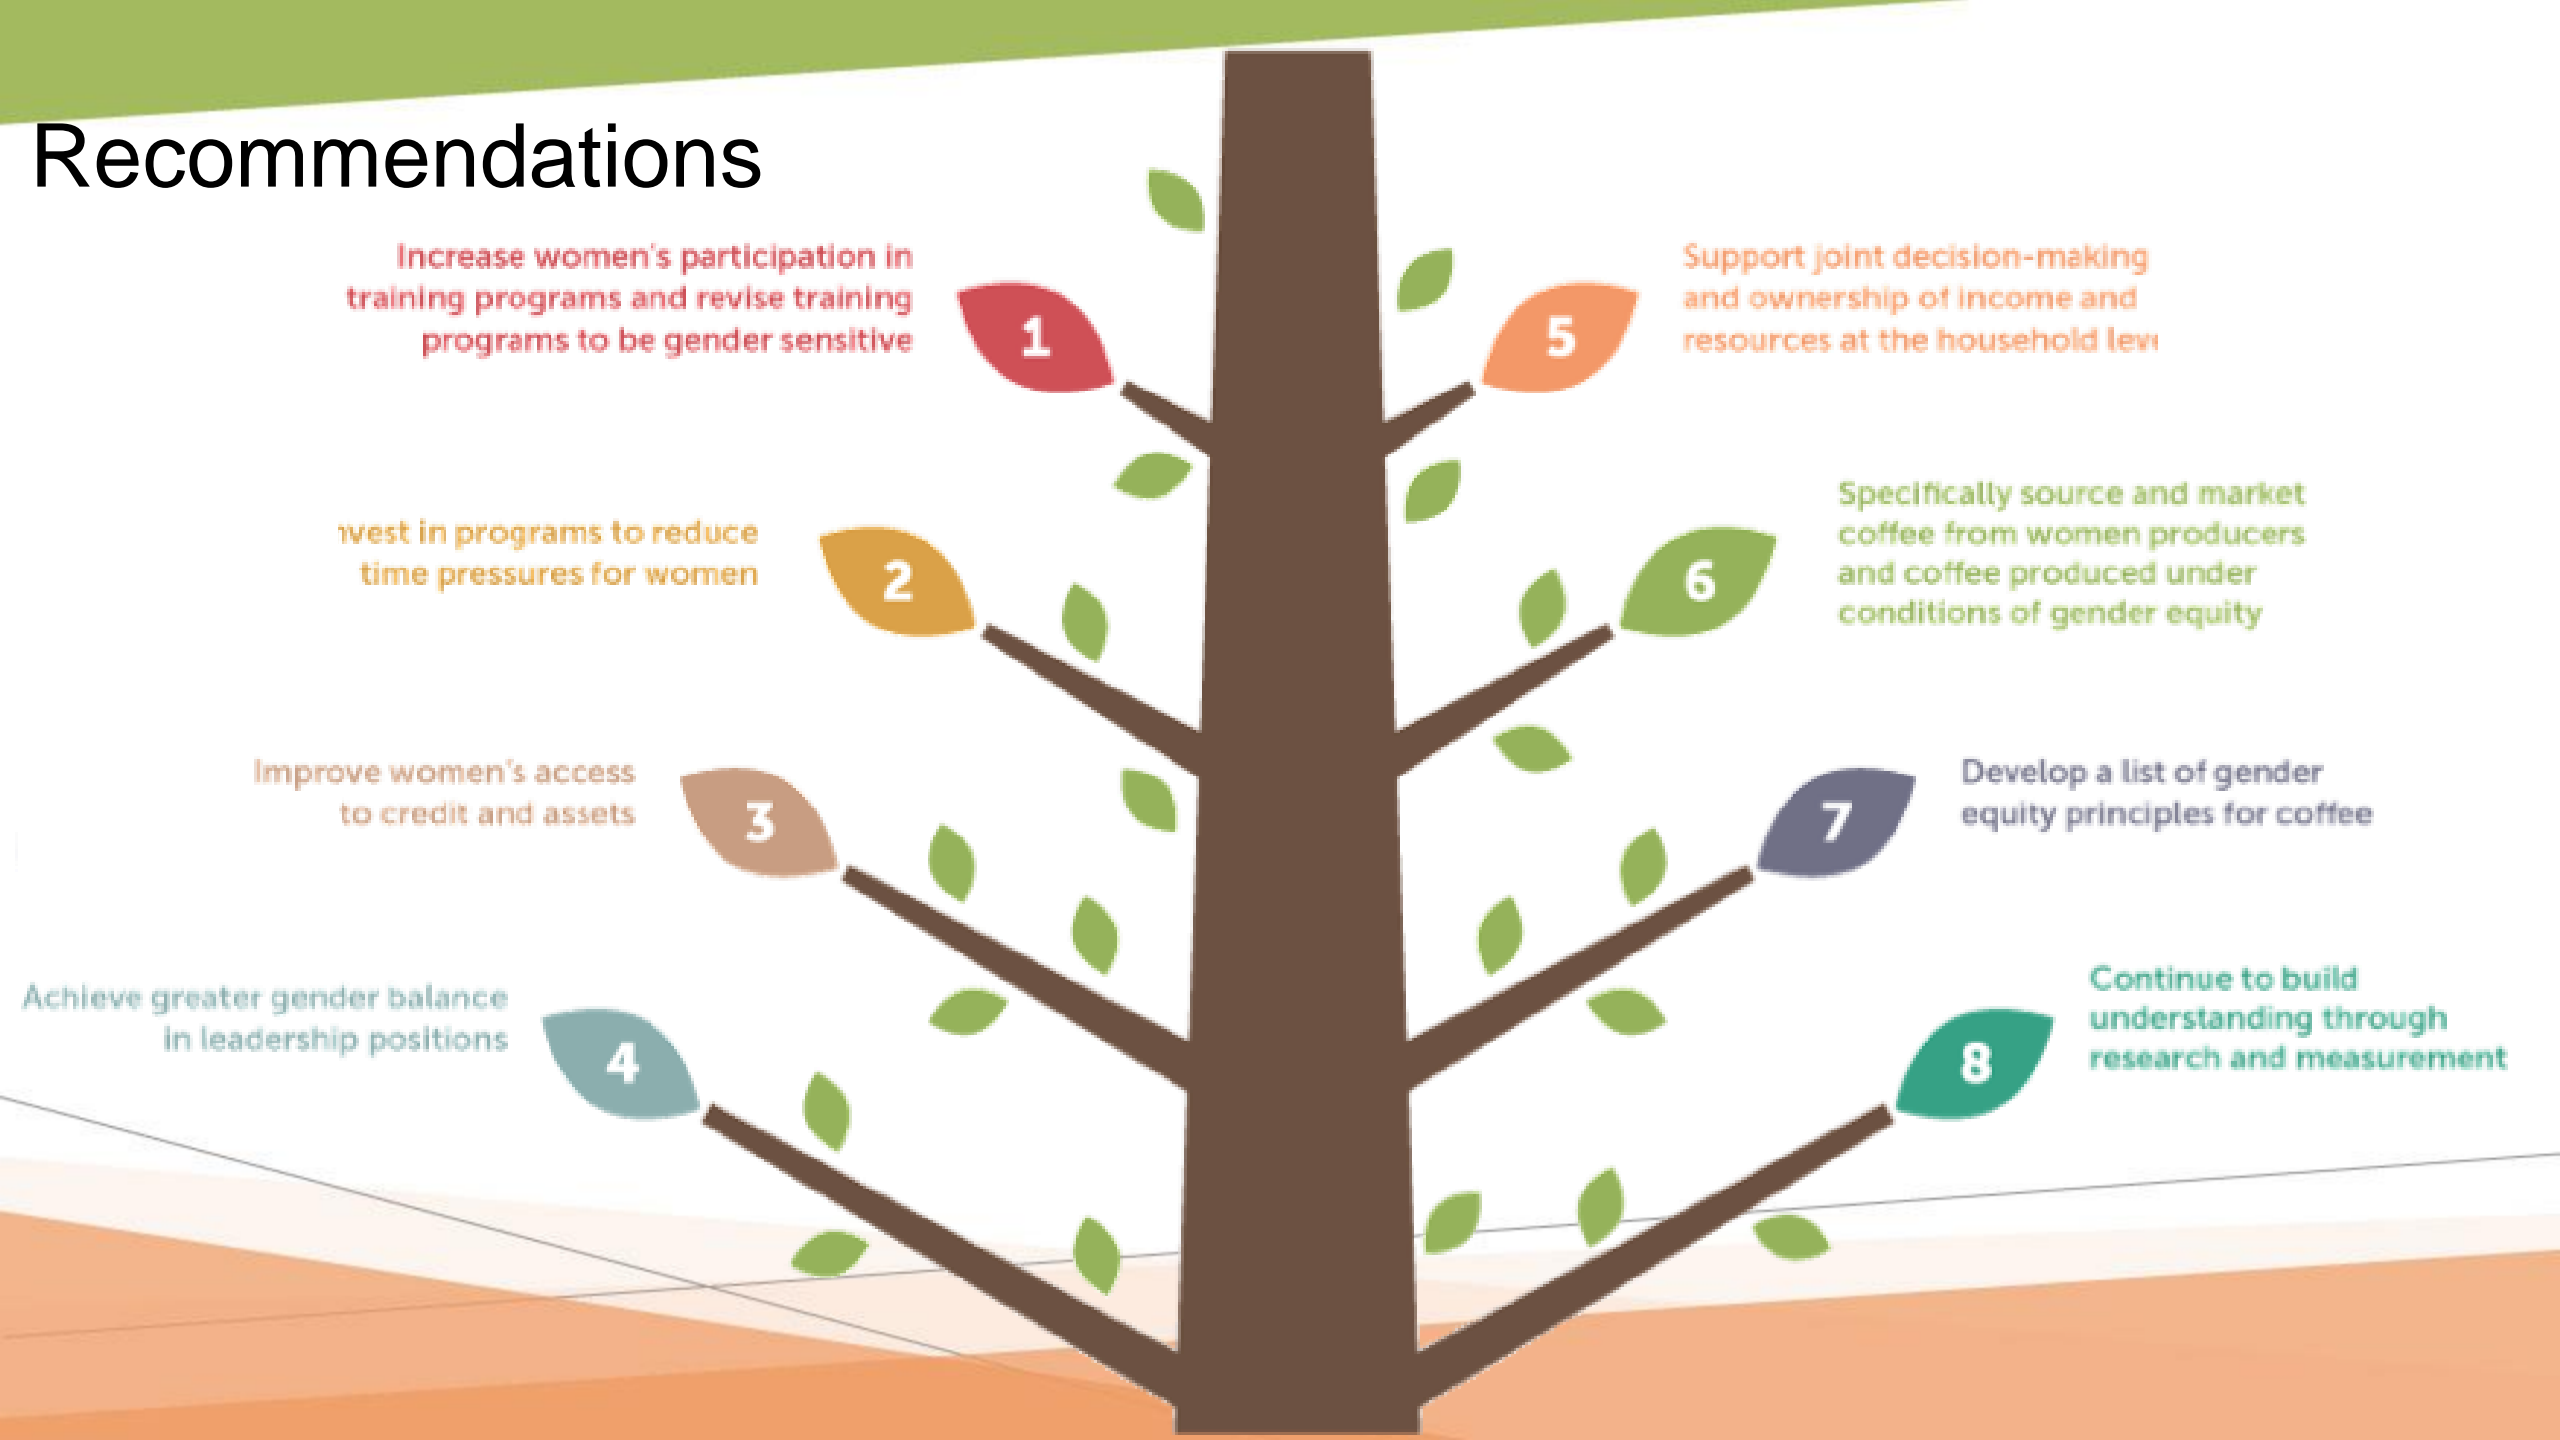 Recommendations
Increase women's participation in
training programs and revise training
programs to be gender sensitive
1
nvest in programs to reduce
time pressures for women
2
Improve women's access
to credit and assets
3
Achieve greater gender balance
in leadership positions
4
Support joint decision-making
and ownership of income and
resources at the household leve
5
Specifically source and market
coffee from women producers
and coffee produced under
conditions of gender equity
6
Develop a list of gender
equity principles for coffee
7
Continue to build
understanding through
research and measurement
8